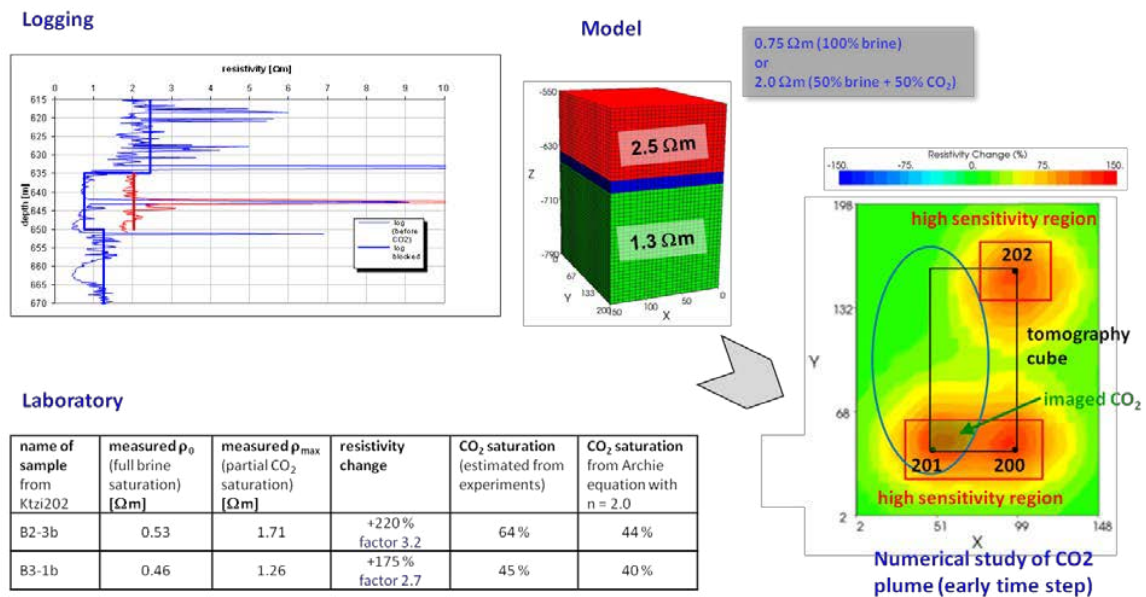 Logging
resistivity [Ωm]
0 1 2 3 4 5 6 7 8 9 10
depth [m]
615
620
625
630
635
640
645
650
655
660
665
670
log
(before
CO2)
log
blocked
Model
-550
-630
-710
-790
Z
0
67
133
200
Y
150
100
50
0
X
2.5 Ωm
1.3 Ωm
0.75 Ωm (100% brine)
or
2.0 Ωm (50% brine + 50% CO₂)
Resistivity Change (%)
-150. -75. 0. 75. 150.
198
132
68
2
Y
2 51 99 148
X
high sensitivity region
202
tomography
cube
imaged CO₂
201 200
high sensitivity region
Numerical study of CO2
plume (early time step)
Laboratory
name of
sample
from
Ktzi202
measured ρ₀
(full brine
saturation)
[Ωm]
measured ρmax
(partial CO₂
saturation)
[Ωm]
resistivity
change
CO₂ saturation
(estimated from
experiments)
CO₂ saturation
from Archie
equation with
n = 2.0
B2-3b 0.53 1.71 +220 % factor 3.2 64 % 44 %
B3-1b 0.46 1.26 +175 % factor 2.7 45 % 40 %